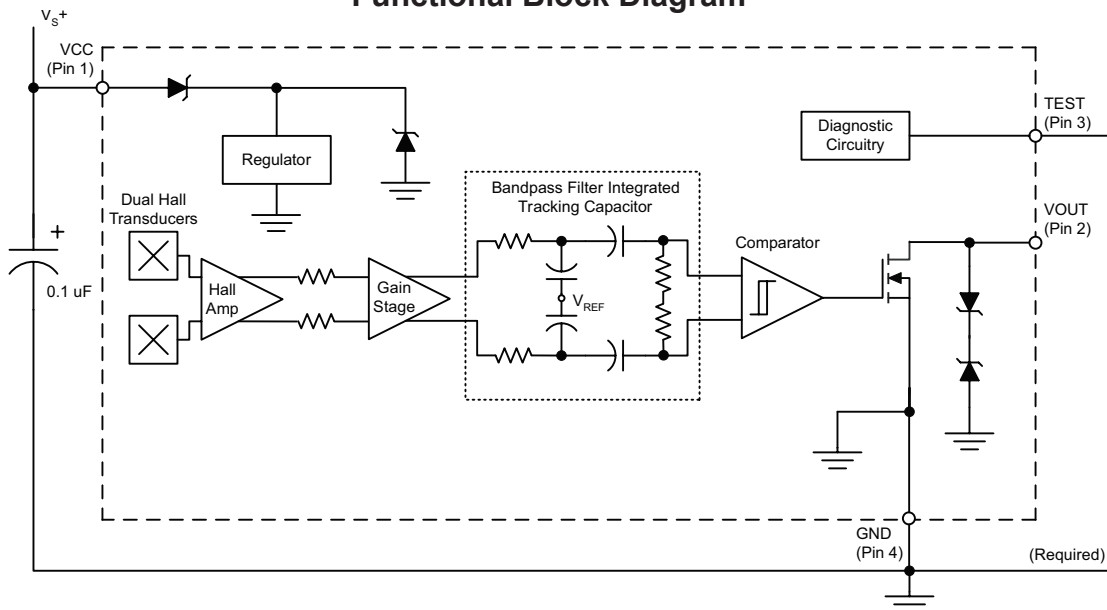 Functional Block Diagram
VS+
VCC
(Pin 1)
TEST
(Pin 3)
Diagnostic
Circuitry
Regulator
Bandpass Filter Integrated
Tracking Capacitor
Dual Hall
Transducers
VOUT
(Pin 2)
Comparator
+
0.1 uF
Hall
Amp
Gain
Stage
VREF
GND
(Pin 4)
(Required)